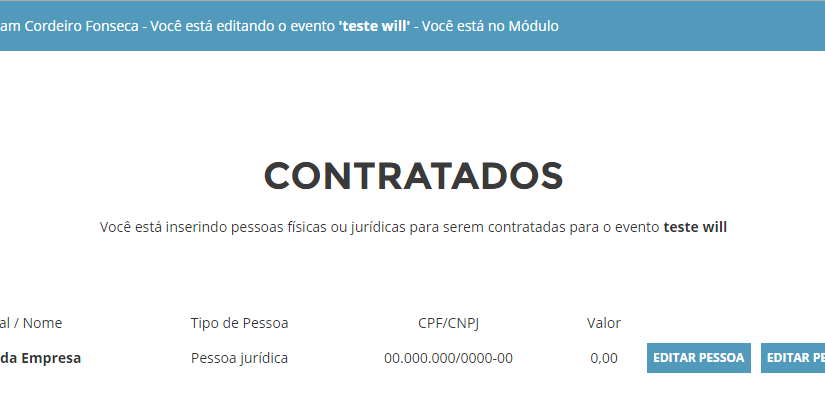 am Cordeiro Fonseca - Você está editando o evento 'teste will' - Você está no Módulo
CONTRATADOS
Você está inserindo pessoas físicas ou jurídicas para serem contratadas para o evento teste will
al / Nome Tipo de Pessoa CPF/CNPJ Valor
da Empresa Pessoa jurídica 00.000.000/0000-00 0,00 EDITAR PESSOA EDITAR PE